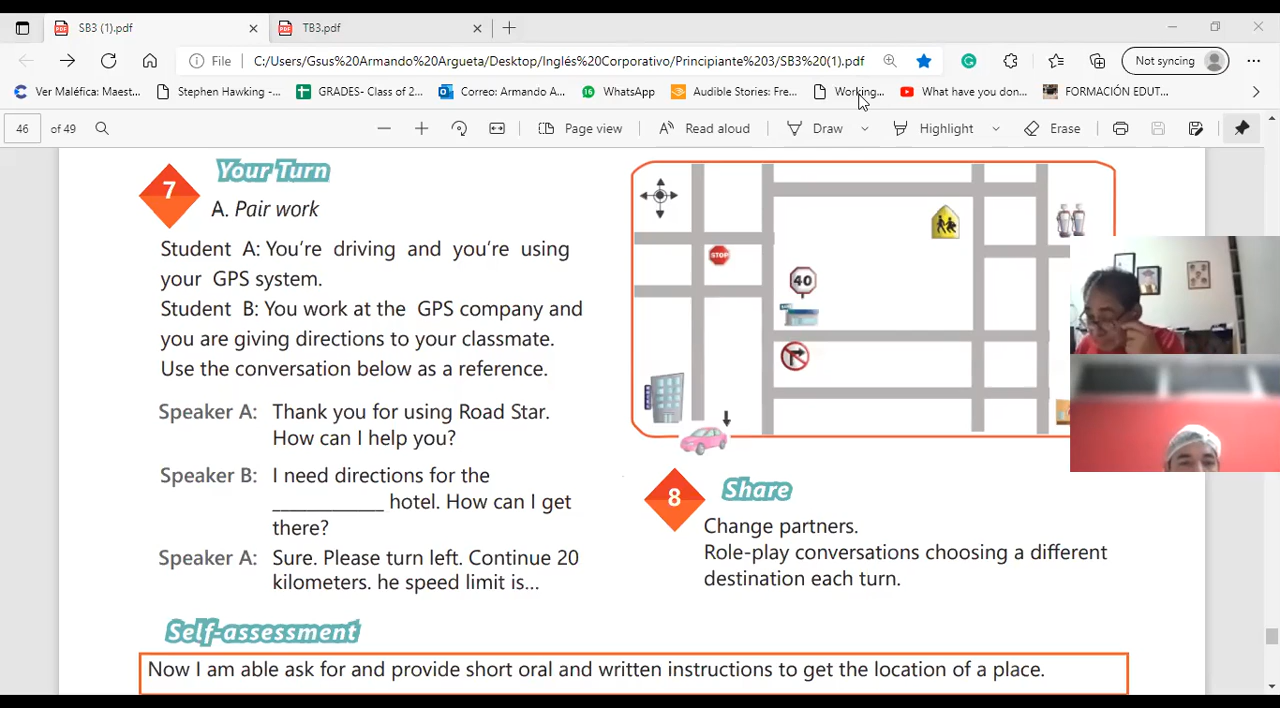 SB3 (1).pdf
TB3.pdf
File
C:/Users/Gsus%20Armando%20Argueta/Desktop/Inglés%20Corporativo/Principiante%203/SB3%20(1).pdf
Not syncing
Ver Maléfica: Maest...
Stephen Hawking -...
GRADES- Class of 2...
Correo: Armando A...
WhatsApp
Audible Stories: Fre...
Working...
What have you don...
FORMACIÓN EDUT...
46 of 49
Page view
Read aloud
Draw
Highlight
Erase
7 Your Turn
A. Pair work
Student A: You're driving and you're using
your GPS system.
Student B: You work at the GPS company and
you are giving directions to your classmate.
Use the conversation below as a reference.
Speaker A: Thank you for using Road Star.
How can I help you?
Speaker B: I need directions for the
____________ hotel. How can I get
there?
Speaker A: Sure. Please turn left. Continue 20
kilometers. he speed limit is...
STOP
40
8 Share
Change partners.
Role-play conversations choosing a different
destination each turn.
Self-assessment
Now I am able ask for and provide short oral and written instructions to get the location of a place.